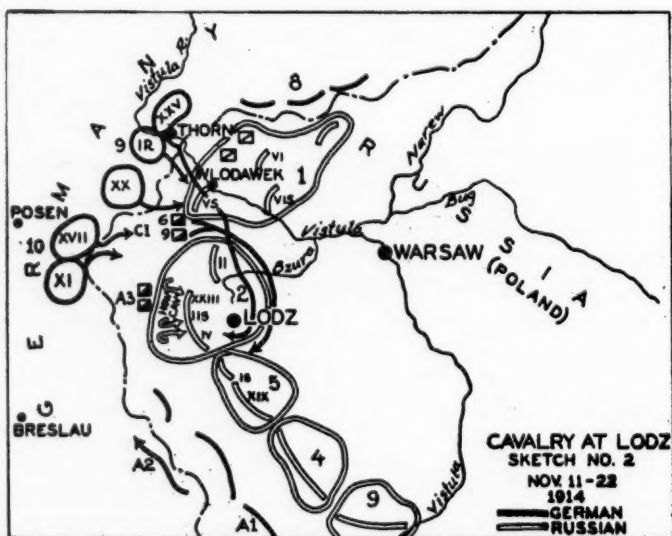 GERMANY
Vistula R.
8
XXV
THORN
9
IR
VI
WLODAWEK
1
VIS
VS
RUSSIA
(POLAND)
Narew
Bug
XX
POSEN
10
XVII
CI
XI
6
9
Vistula
WARSAW
Bzura
II
2
A3
XXIII
IIS
IV
LODZ
5
IS
XIX
BRESLAU
A2
4
A1
9
Vistula
CAVALRY AT LODZ
SKETCH NO. 2
NOV. 11-22
1914
GERMAN
RUSSIAN